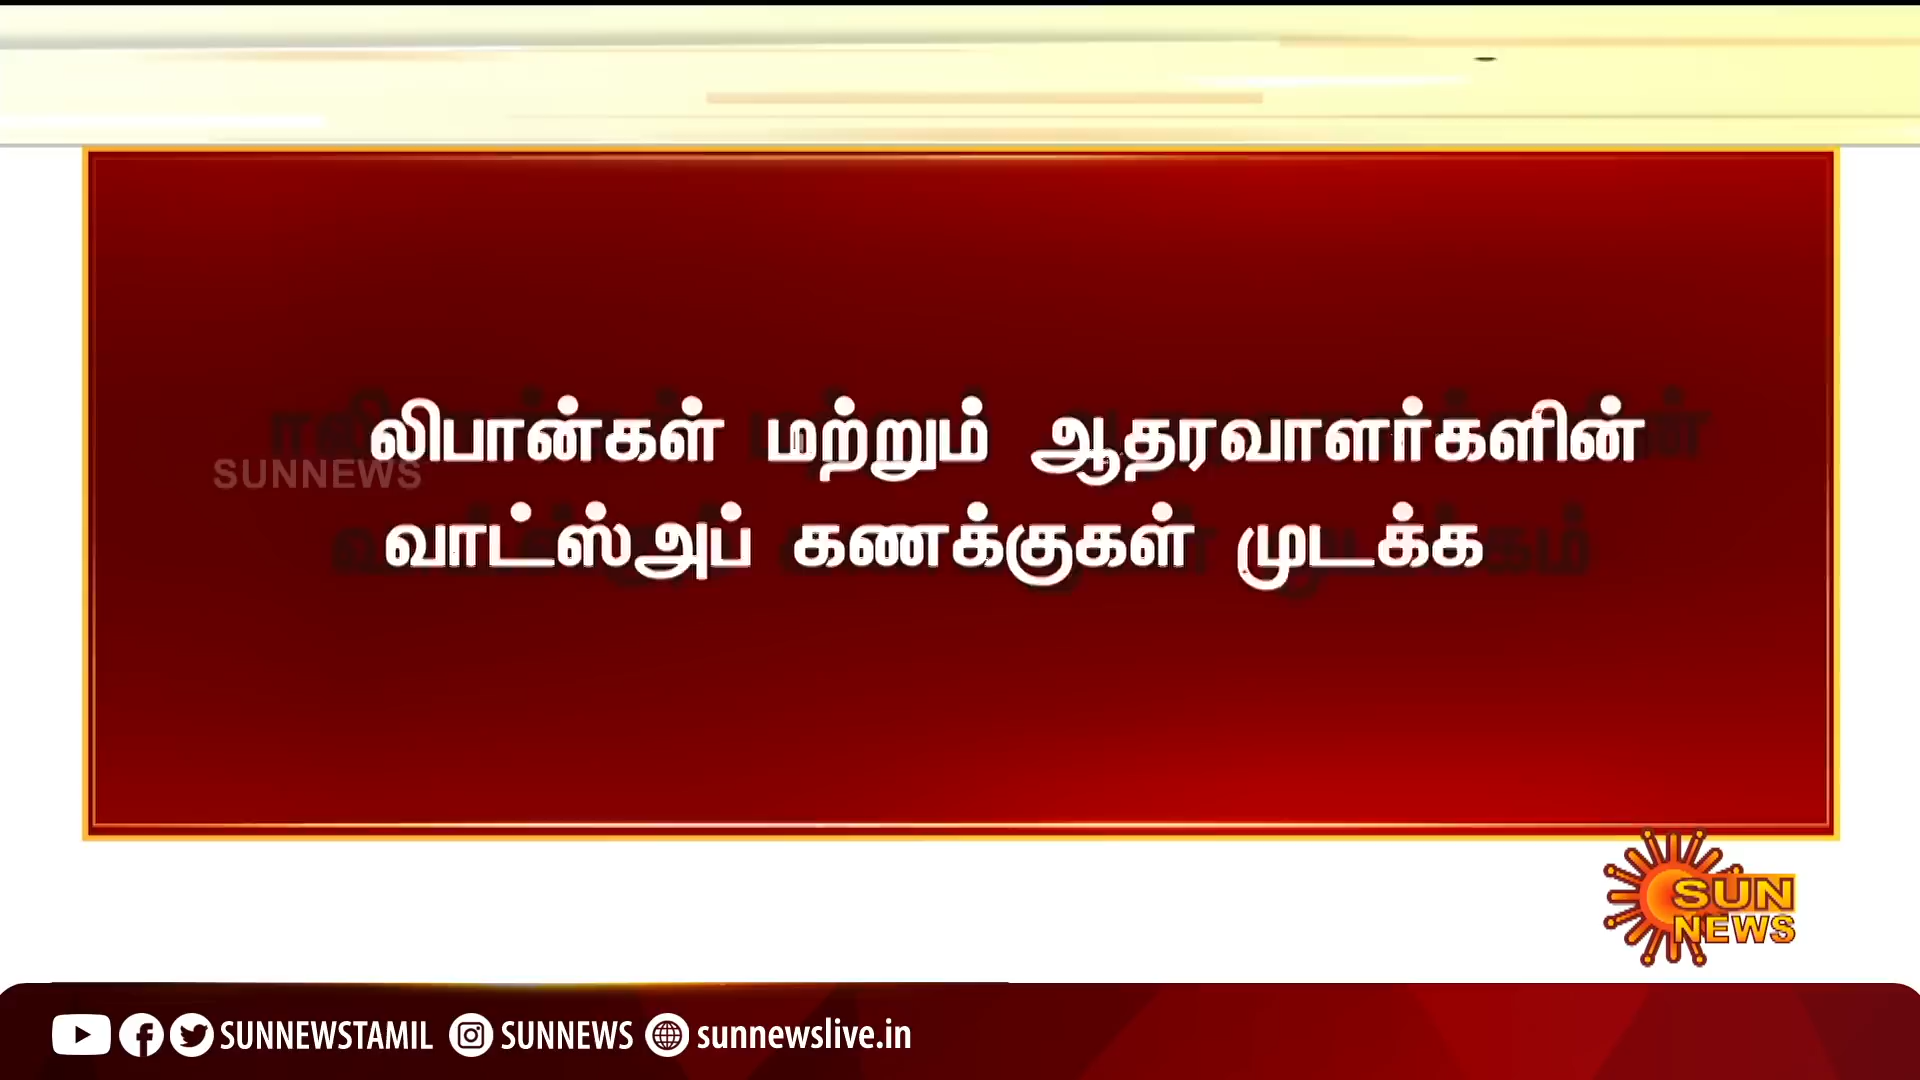 லிபான்கள் மற்றும் ஆதரவாளர்களின்
SUNNEWS
வாட்ஸ்அப் கணக்குகள் முடக்க
SUN
NEWS
SUNNEWSTAMIL SUNNEWS sunnewslive.in